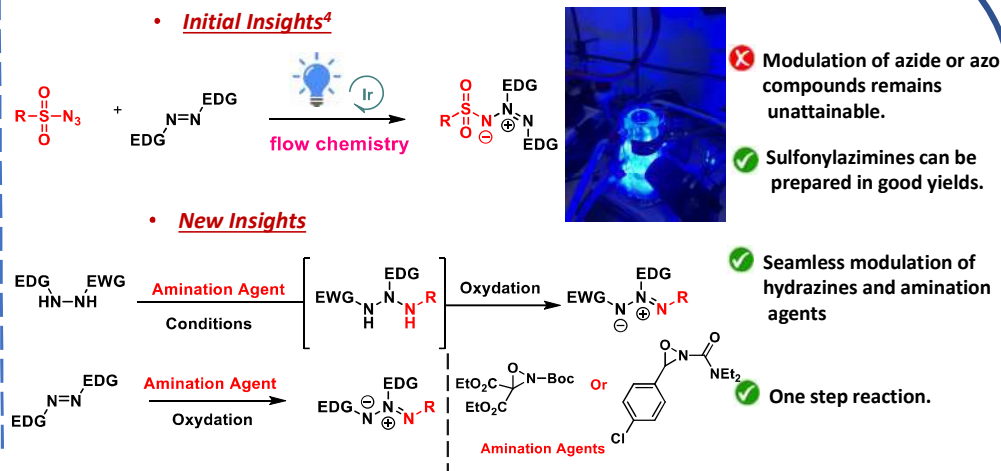 • Initial Insights4
R-S-N3
O
O
+
EDG
N=N
EDG
Ir
flow chemistry
O
R-S-N
O
EDG
N=N
EDG
⊖
⊕
Modulation of azide or azo
compounds remains
unattainable.
Sulfonylazimines can be
prepared in good yields.
• New Insights
EDG EWG
HN-NH
Amination Agent
Conditions
EDG
EWG N R
N N
H H
Oxydation
EDG
EWG N R
N N
⊖ ⊕
Seamless modulation of
hydrazines and amination
agents
EDG
N=N
EDG
Amination Agent
Oxydation
EDG
⊖ N R
EDG N N
⊕
O
EtO2C N-Boc
EtO2C
Or
O O
N
NEt2
Cl
Amination Agents
One step reaction.